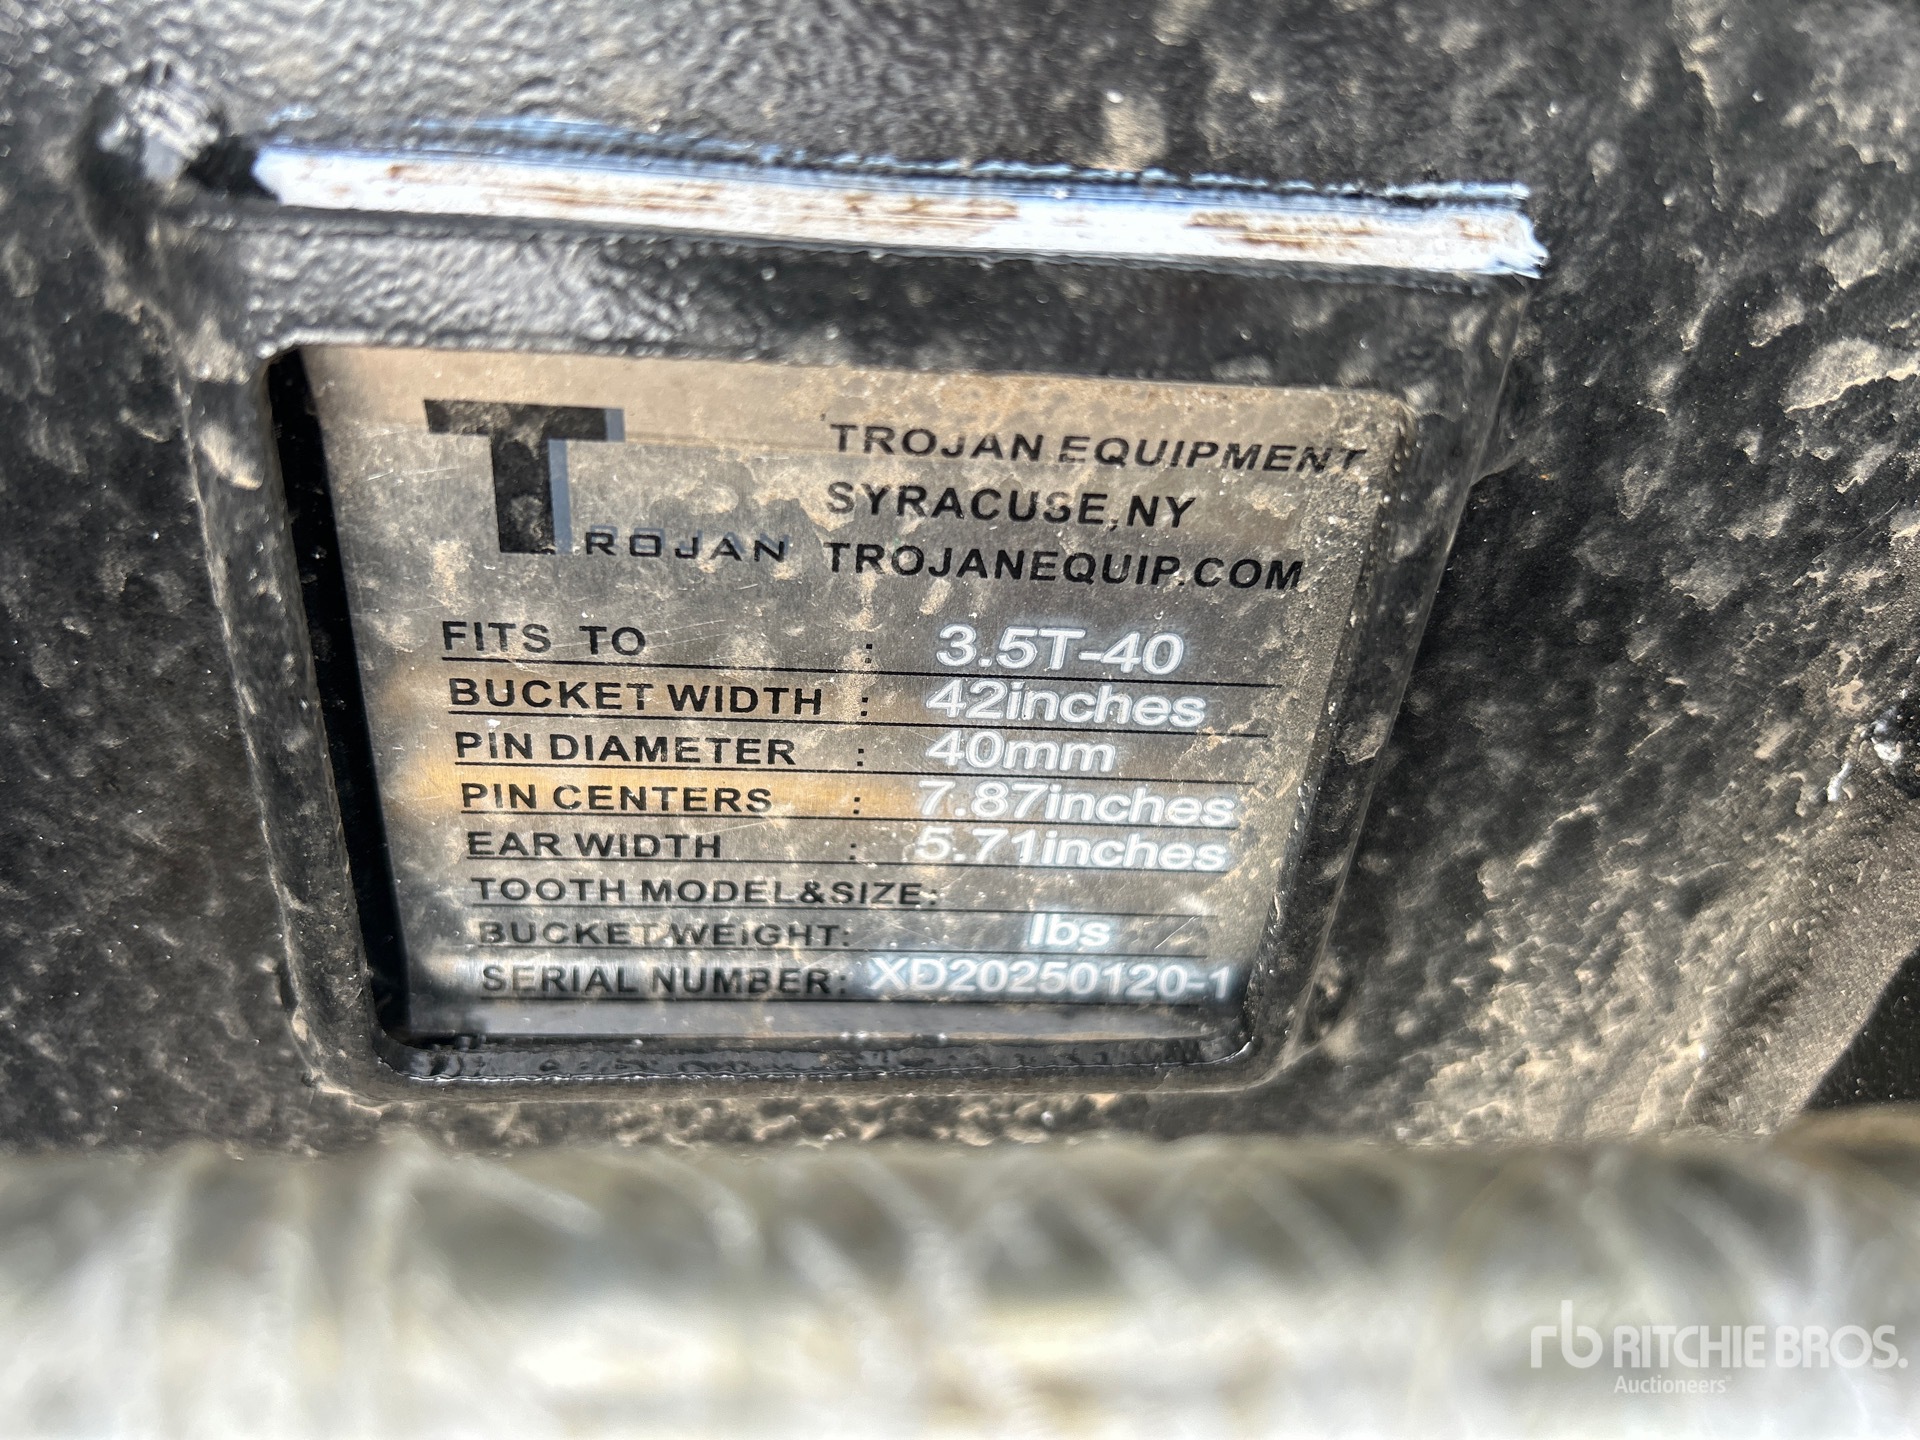 TROJAN
TROJAN EQUIPMENT
SYRACUSE, NY
TROJANEQUIP.COM
FITS TO : 3.5T-40
BUCKET WIDTH : 42inches
PIN DIAMETER : 40mm
PIN CENTERS : 7.87inches
EAR WIDTH : 5.71inches
TOOTH MODEL&SIZE:
BUCKET WEIGHT: lbs
SERIAL NUMBER: XD20250120-1
rb RITCHIE BROS.
Auctioneers